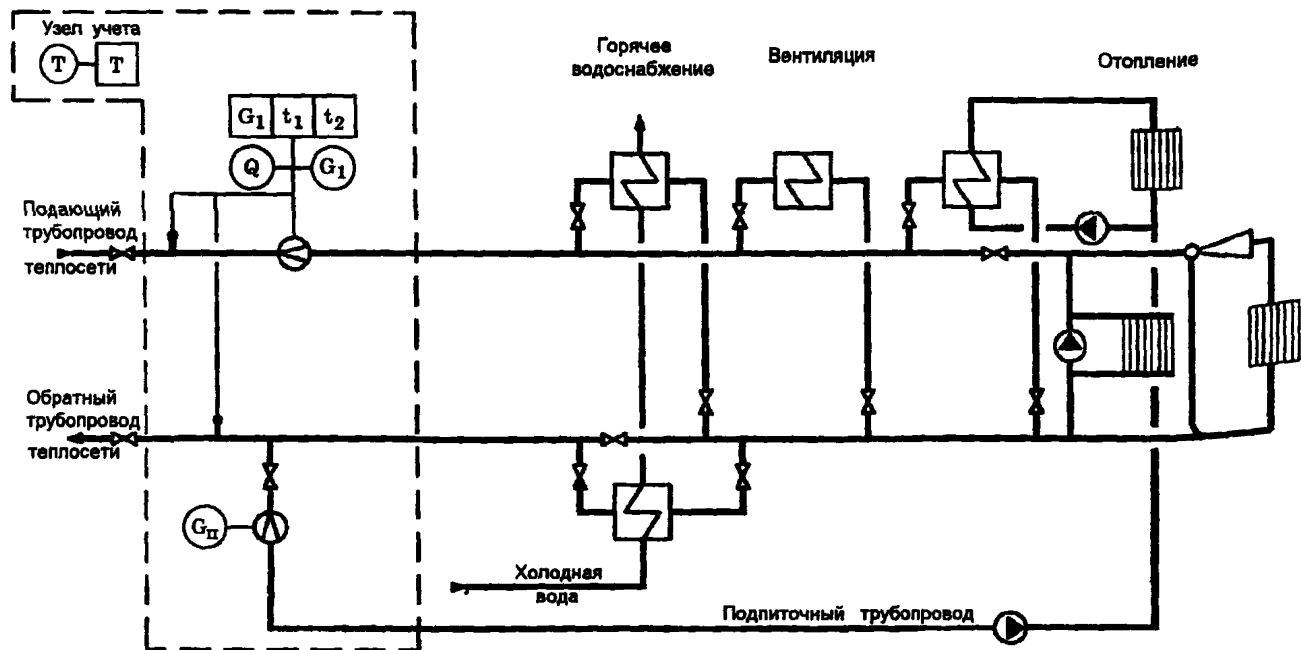 Узел учета
T T
G1 t1 t2
Q G1
Горячее
водоснабжение
Вентиляция
Отопление
Подающий
трубопровод
теплосети
Обратный
трубопровод
теплосети
Gп
Холодная
вода
Подпиточный трубопровод